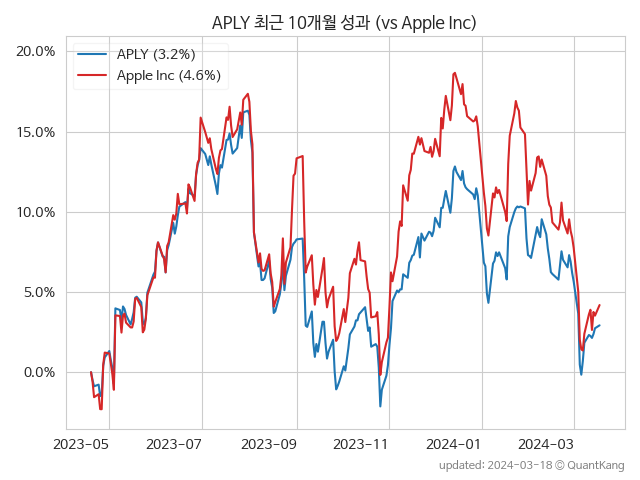 APLY 최근 10개월 성과 (vs Apple Inc)
APLY (3.2%)
Apple Inc (4.6%)
20.0%
15.0%
10.0%
5.0%
0.0%
2023-05 2023-07 2023-09 2023-11 2024-01 2024-03
updated: 2024-03-18 © QuantKang